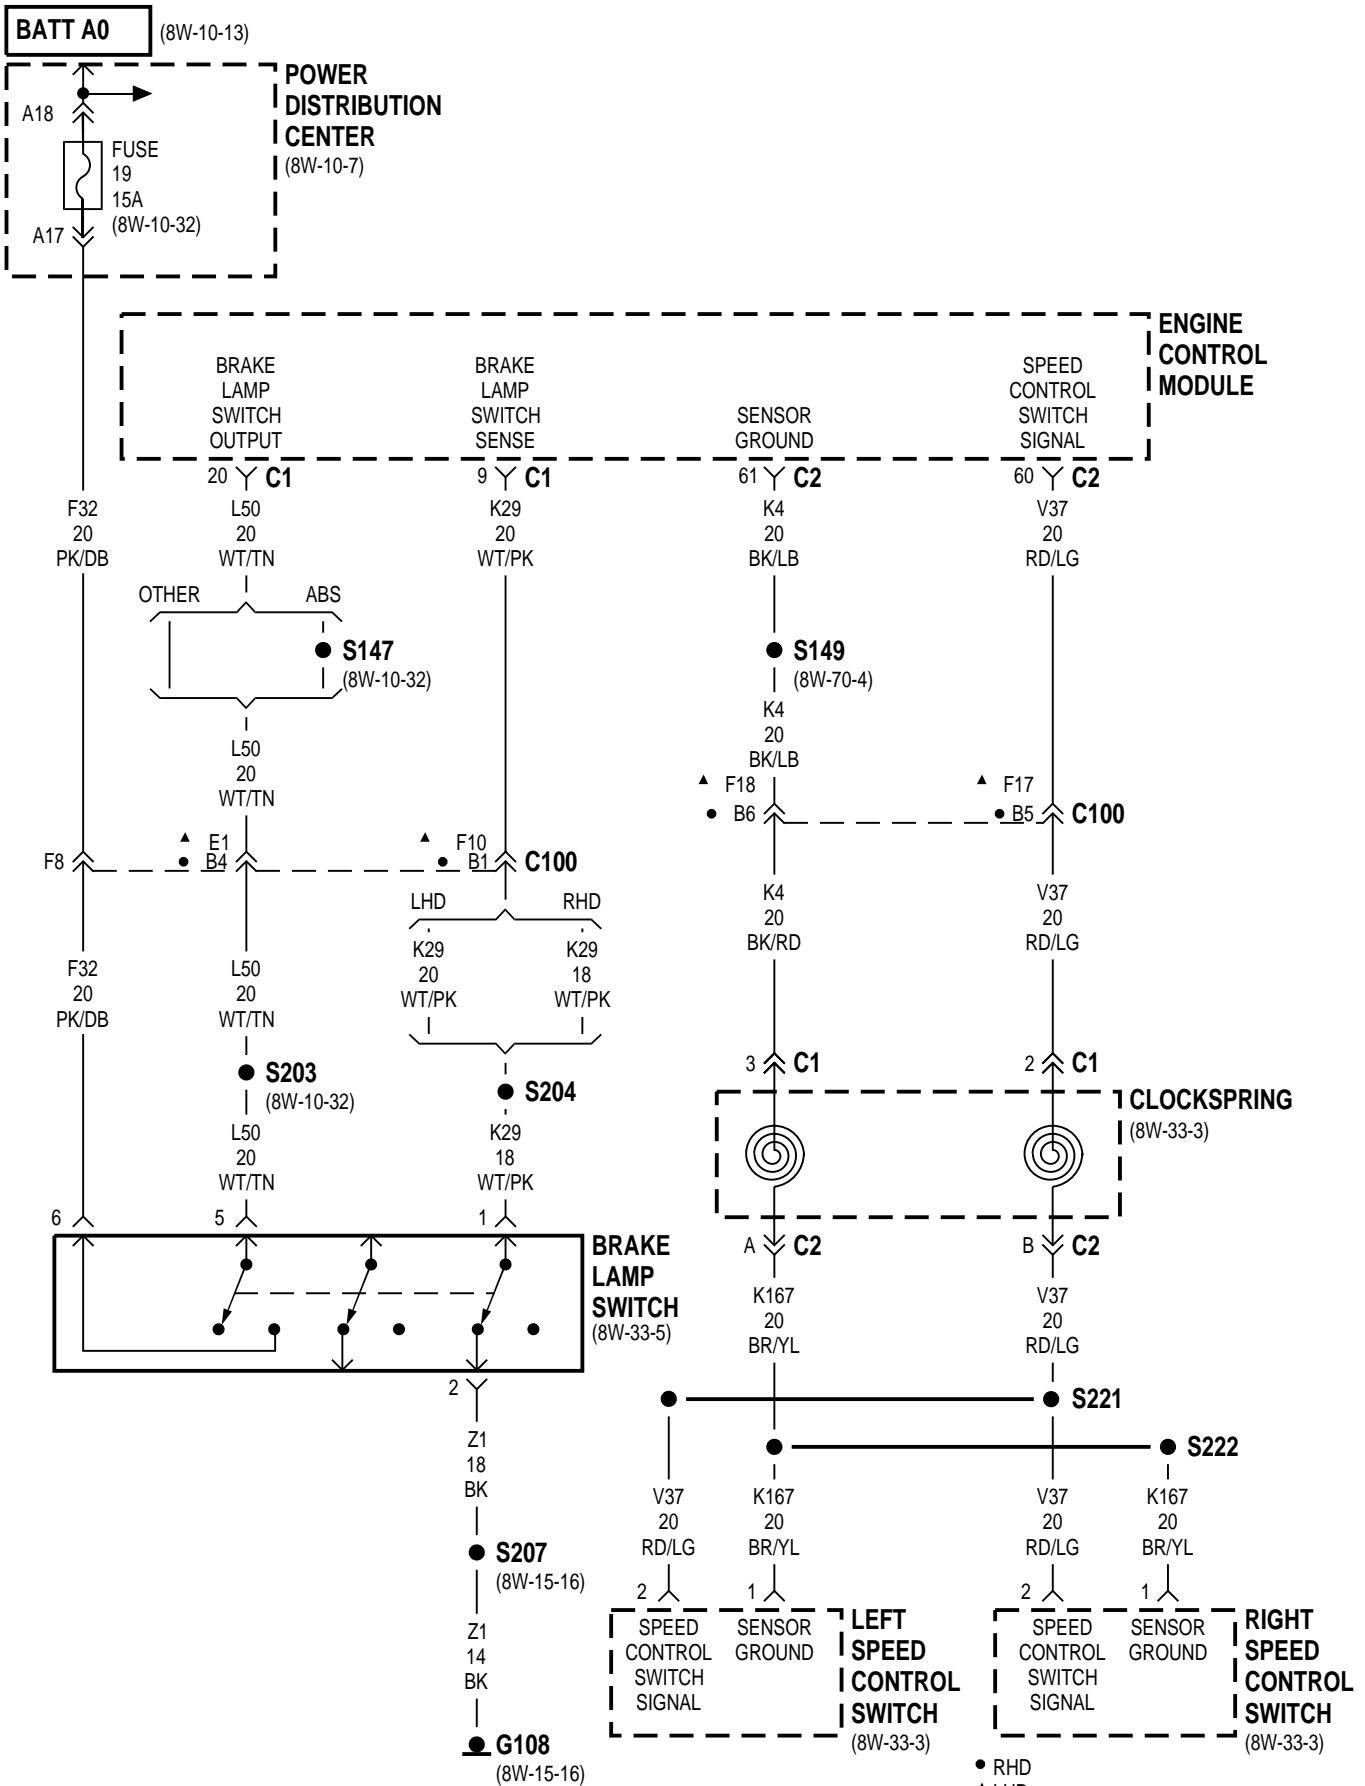 BATT A0
(8W-10-13)
POWER
DISTRIBUTION
CENTER
(8W-10-7)
A18
FUSE
19
15A
(8W-10-32)
A17
ENGINE
CONTROL
MODULE
BRAKE
LAMP
SWITCH
OUTPUT
BRAKE
LAMP
SWITCH
SENSE
SENSOR
GROUND
SPEED
CONTROL
SWITCH
SIGNAL
20 C1
9 C1
61 C2
60 C2
F32
20
PK/DB
L50
20
WT/TN
K29
20
WT/PK
K4
20
BK/LB
V37
20
RD/LG
OTHER
ABS
S147
(8W-10-32)
S149
(8W-70-4)
L50
20
WT/TN
K4
20
BK/LB
▲ F18
● B6
▲ F17
● B5
C100
F8
▲ E1
● B4
▲ F10
● B1
C100
LHD
RHD
K4
20
BK/RD
V37
20
RD/LG
F32
20
PK/DB
L50
20
WT/TN
K29
20
WT/PK
K29
18
WT/PK
3 C1
2 C1
S203
(8W-10-32)
S204
CLOCKSPRING
(8W-33-3)
L50
20
WT/TN
K29
18
WT/PK
6
5
1
BRAKE
LAMP
SWITCH
(8W-33-5)
A C2
B C2
K167
20
BR/YL
V37
20
RD/LG
2
S221
S222
Z1
18
BK
V37
20
RD/LG
K167
20
BR/YL
V37
20
RD/LG
K167
20
BR/YL
S207
(8W-15-16)
2
1
2
1
Z1
14
BK
SPEED
CONTROL
SWITCH
SIGNAL
SENSOR
GROUND
LEFT
SPEED
CONTROL
SWITCH
(8W-33-3)
SPEED
CONTROL
SWITCH
SIGNAL
SENSOR
GROUND
RIGHT
SPEED
CONTROL
SWITCH
(8W-33-3)
G108
(8W-15-16)
● RHD